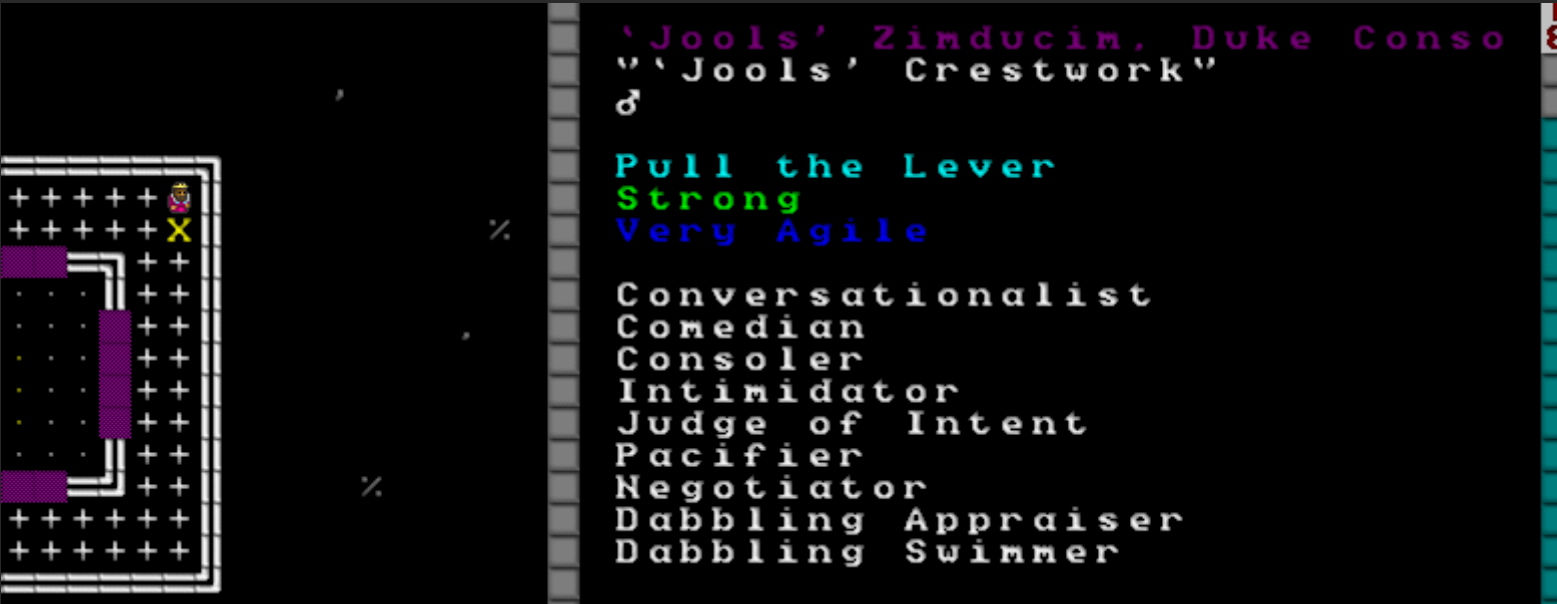 `Jools' Zimducim, Duke Conso
"`Jools' Crestwork"
♂
Pull the Lever
Strong
Very Agile
Conversationalist
Comedian
Consoler
Intimidator
Judge of Intent
Pacifier
Negotiator
Dabbling Appraiser
Dabbling Swimmer